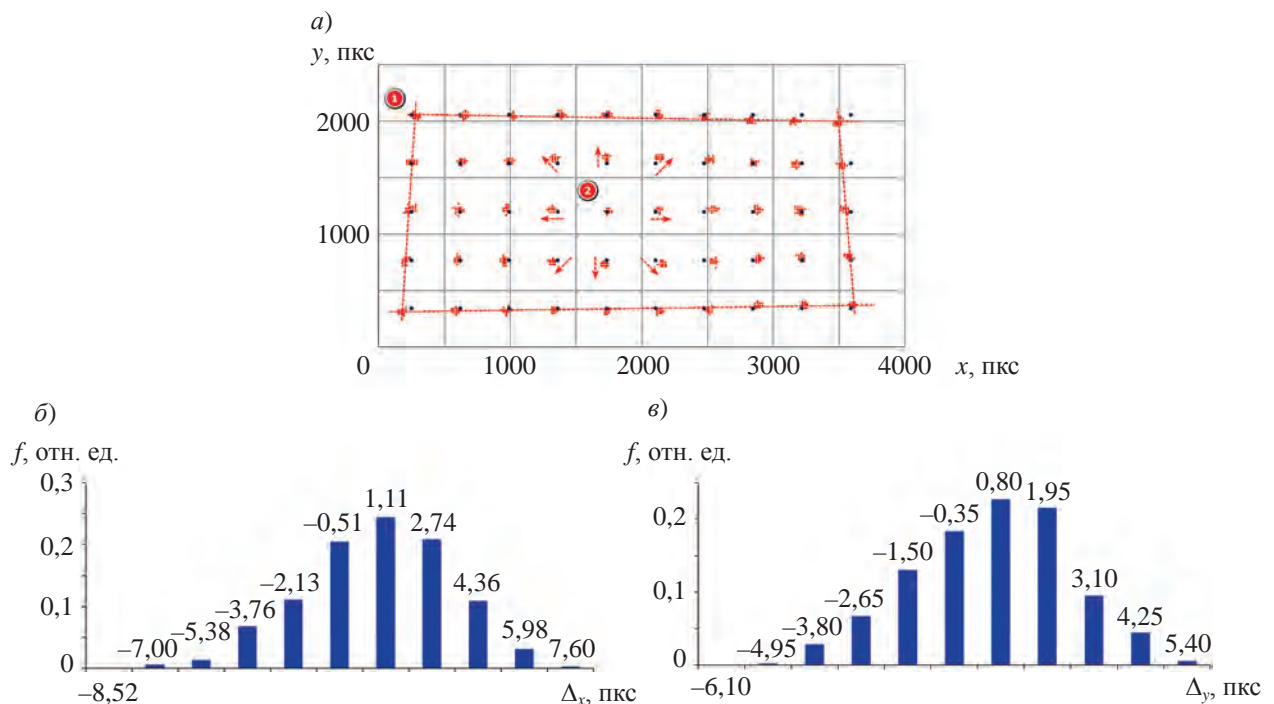 а)
y, пкс
1
2000
2
1000
0 1000 2000 3000 4000 x, пкс
б)
f, отн. ед.
0,3
0,2
0,1
0
–7,00 –5,38 –3,76 –2,13 –0,51 1,11 2,74 4,36 5,98 7,60
–8,52 Δx, пкс
в)
f, отн. ед.
0,2
0,1
0
–4,95 –3,80 –2,65 –1,50 –0,35 0,80 1,95 3,10 4,25 5,40
–6,10 Δy, пкс